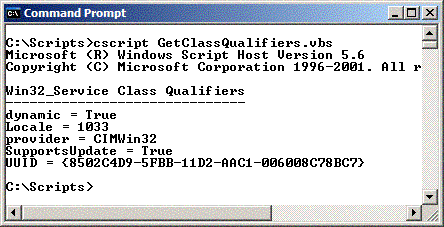 Command Prompt
C:\Scripts>cscript GetClassQualifiers.vbs
Microsoft (R) Windows Script Host Version 5.6
Copyright (C) Microsoft Corporation 1996-2001. All r
Win32_Service Class Qualifiers
------------------------------
dynamic = True
Locale = 1033
provider = CIMWin32
SupportsUpdate = True
UUID = {8502C4D9-5FBB-11D2-AAC1-006008C78BC7}
C:\Scripts>